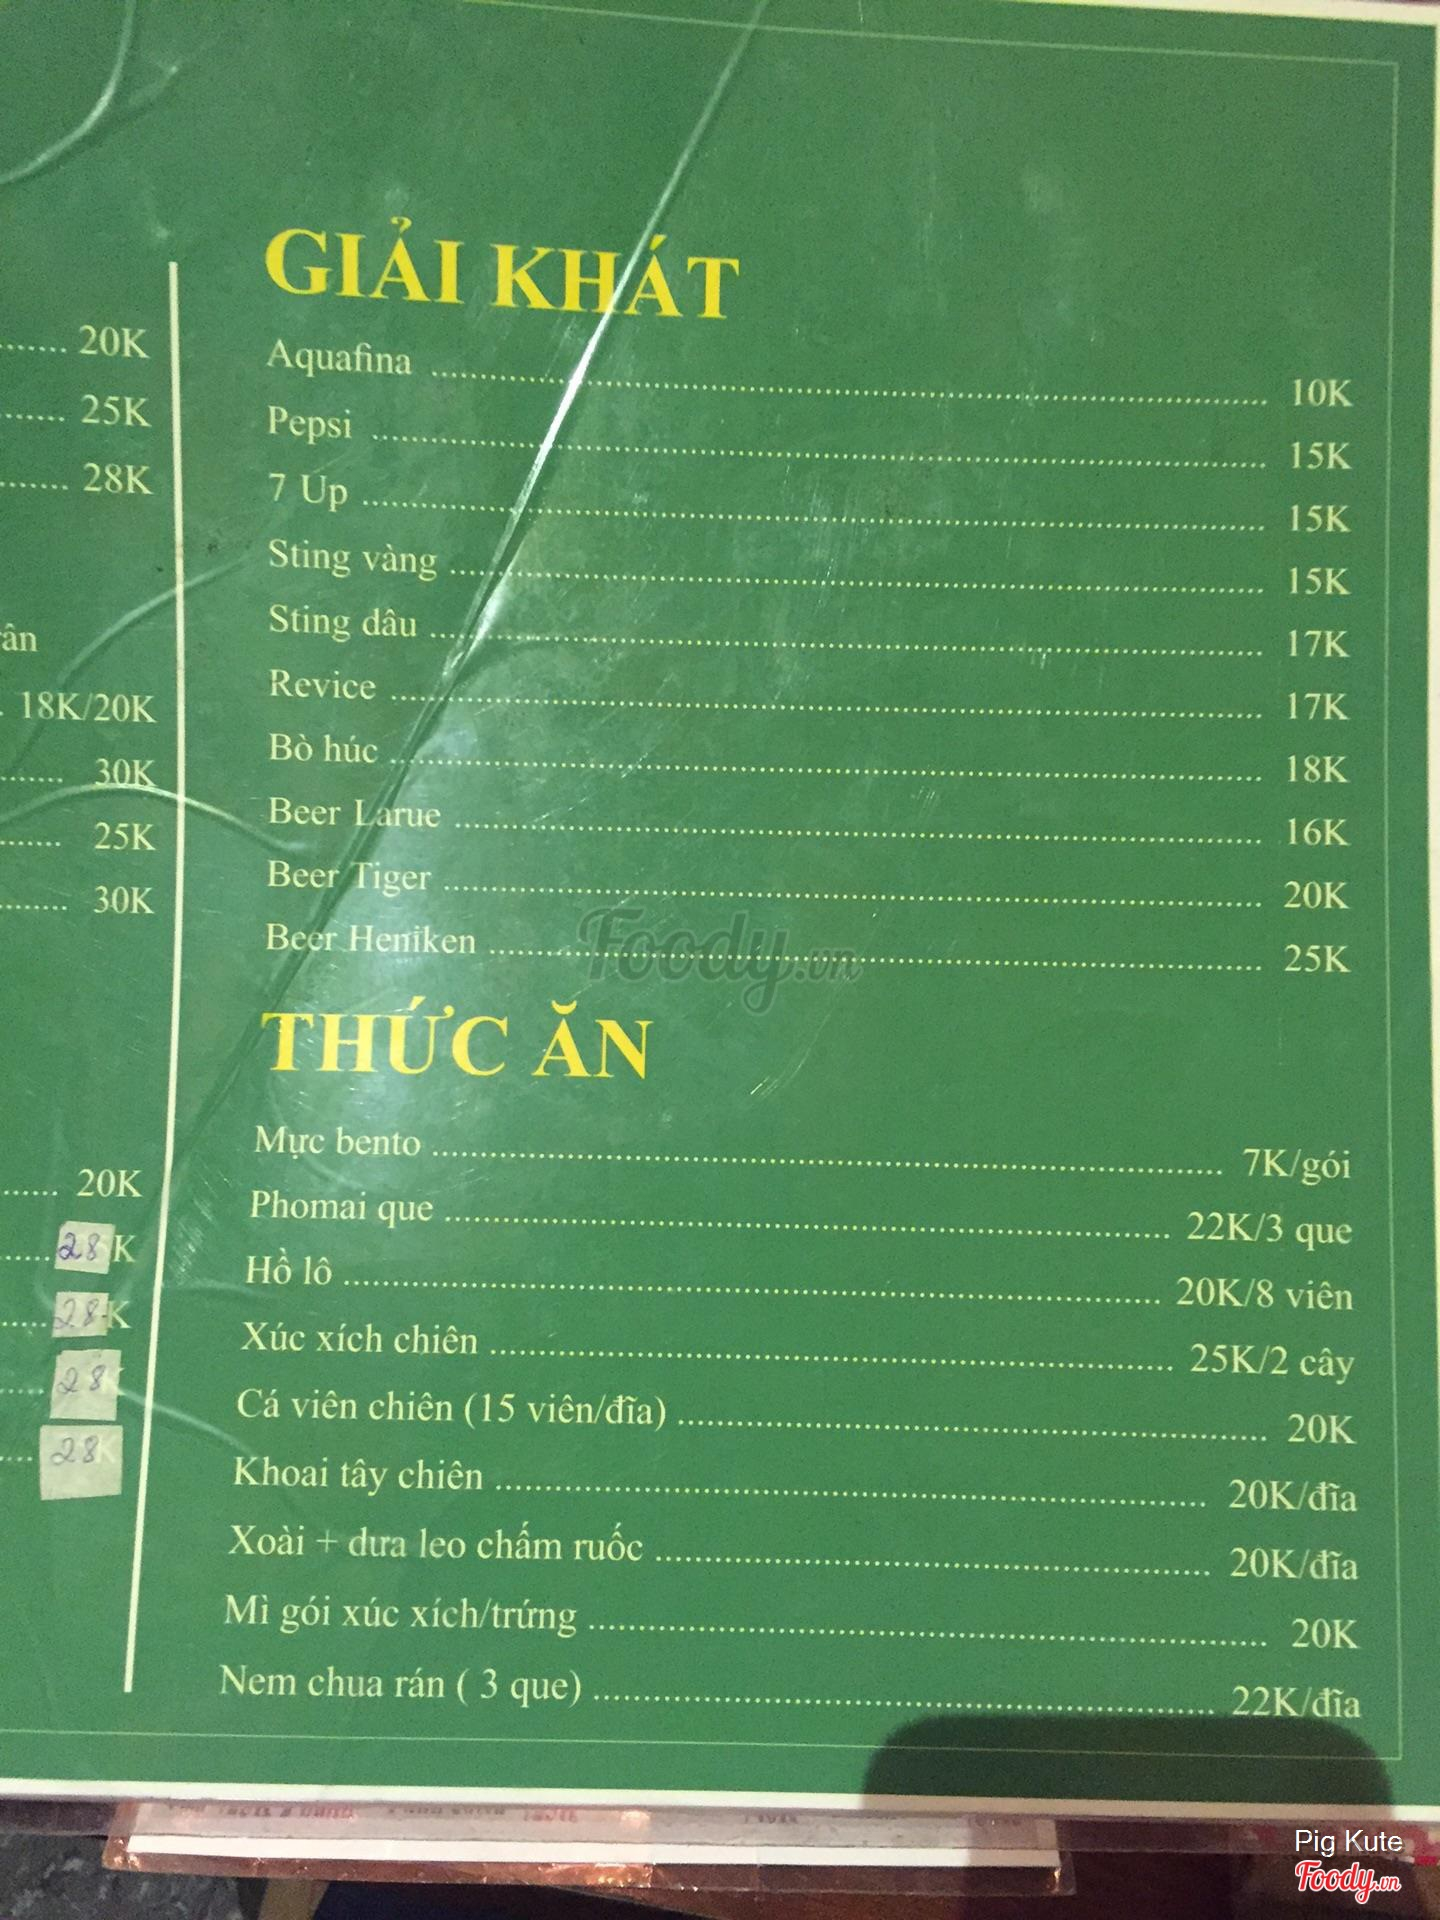 20K
25K
28K
18K/20K
30K
25K
30K
20K
28K
28K
28K
28K
GIẢI KHÁT
Aquafina 10K
Pepsi 15K
7 Up 15K
Sting vàng 15K
Sting dâu 17K
Revice 17K
Bò húc 18K
Beer Larue 16K
Beer Tiger 20K
Beer Heniken 25K
Foody.vn
THỨC ĂN
Mực bento 7K/gói
Phomai que 22K/3 que
Hồ lô 20K/8 viên
Xúc xích chiên 25K/2 cây
Cá viên chiên (15 viên/đĩa) 20K
Khoai tây chiên 20K/đĩa
Xoài + dưa leo chấm ruốc 20K/đĩa
Mì gói xúc xích/trứng 20K
Nem chua rán ( 3 que) 22K/đĩa
Pig Kute
Foody.vn